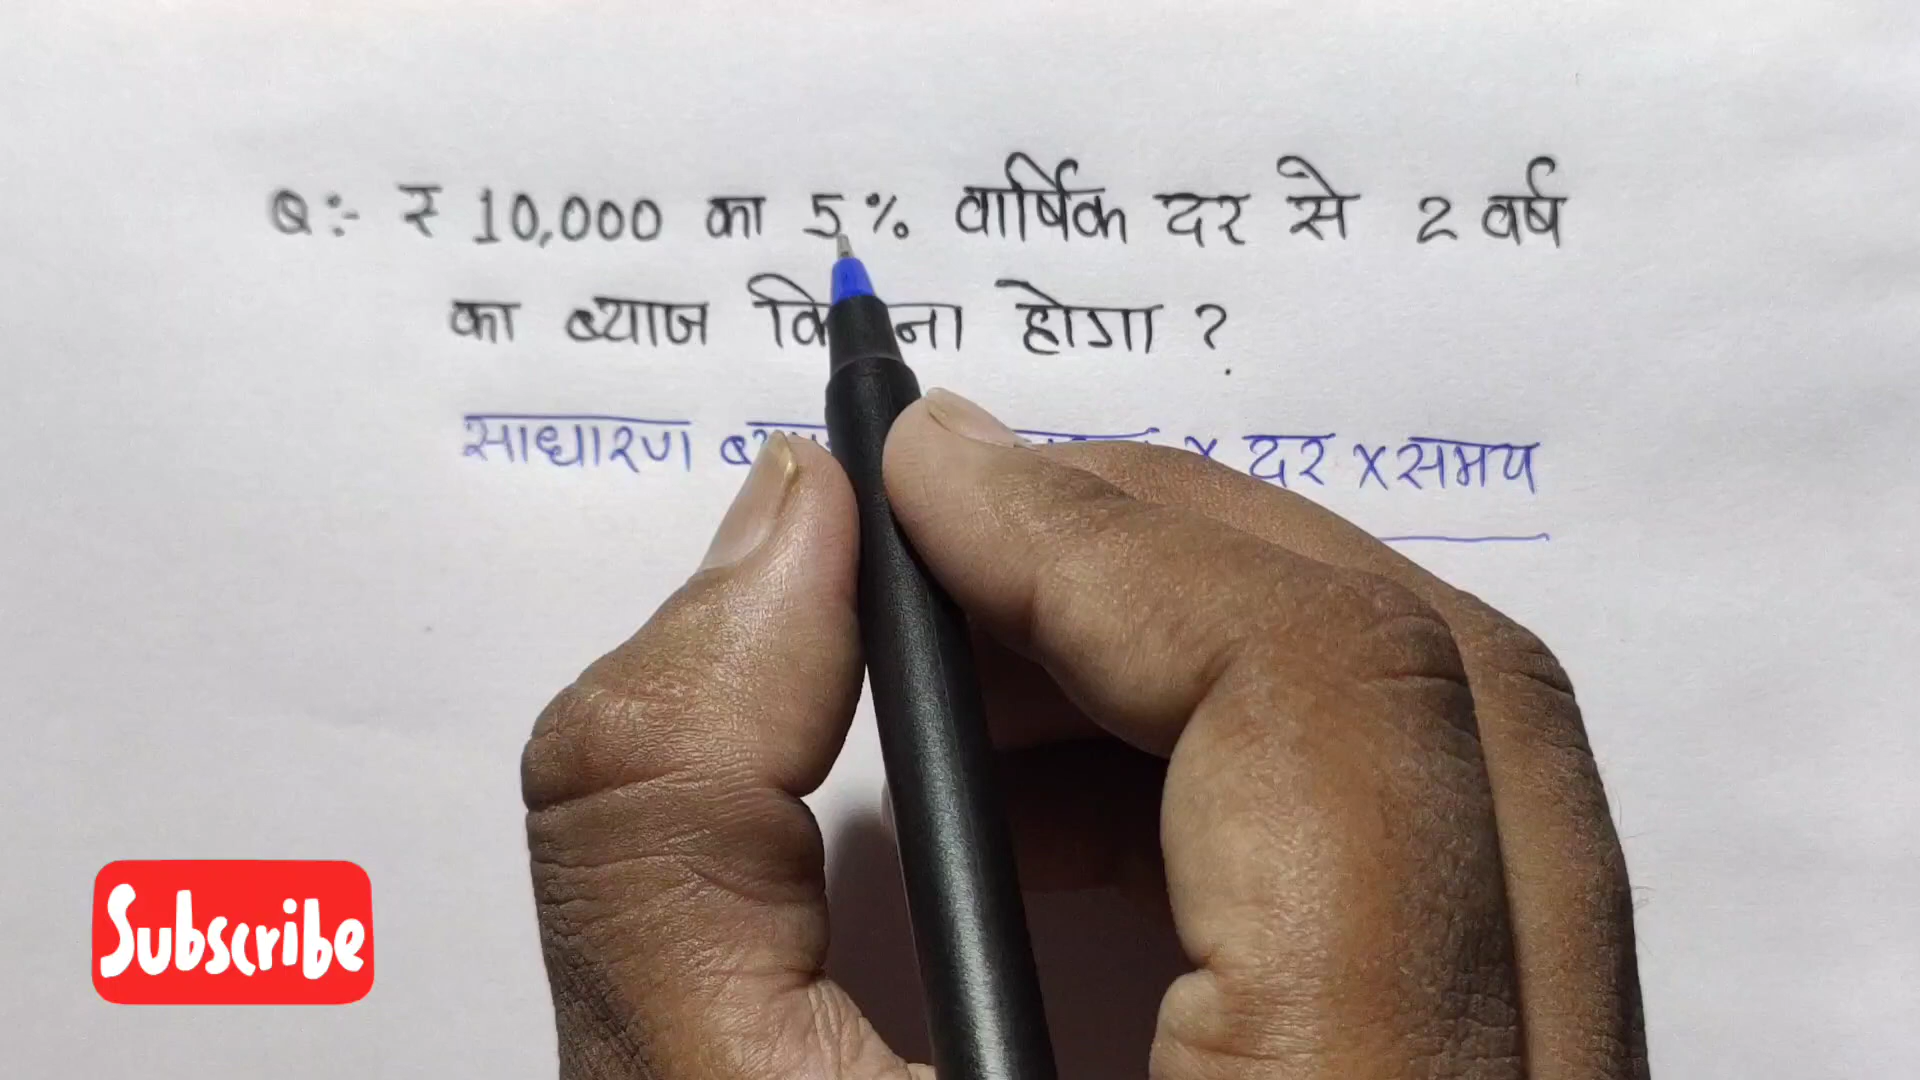 Q:- ₹ 10,000 का 5% वार्षिक दर से 2 वर्ष
का ब्याज होगा ?
साधारण × दर × समय
Subscribe